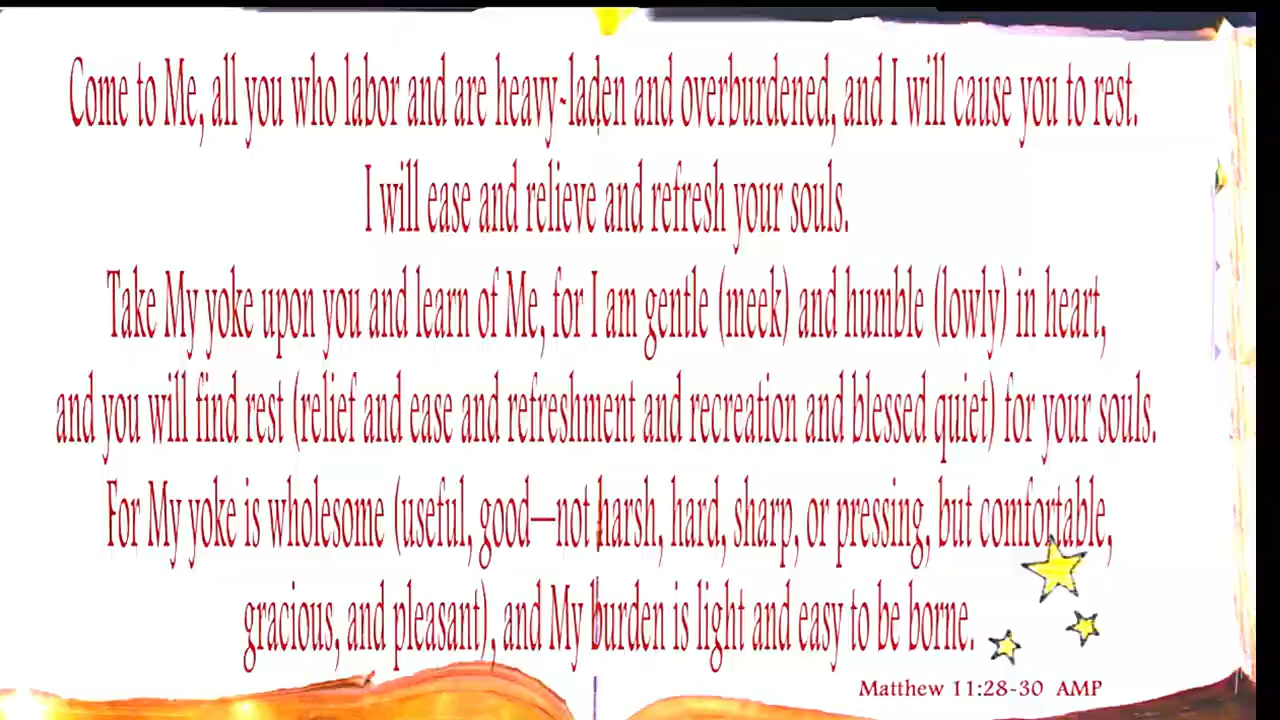 Come to Me, all you who labor and are heavy-laden and overburdened, and I will cause you to rest.
I will ease and relieve and refresh your souls.
Take My yoke upon you and learn of Me, for I am gentle (meek) and humble (lowly) in heart,
and you will find rest (relief and ease and refreshment and recreation and blessed quiet) for your souls.
For My yoke is wholesome (useful, good—not harsh, hard, sharp, or pressing, but comfortable,
gracious, and pleasant), and My burden is light and easy to be borne.
Matthew 11:28-30 AMP